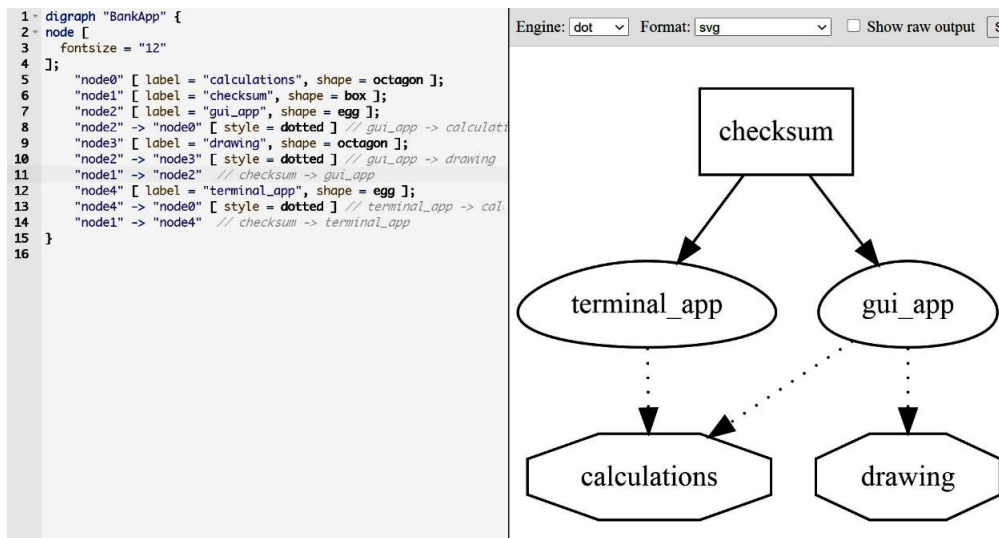 1 digraph "BankApp" {
2 node [
3 fontsize = "12"
4 ];
5 "node0" [ label = "calculations", shape = octagon ];
6 "node1" [ label = "checksum", shape = box ];
7 "node2" [ label = "gui_app", shape = egg ];
8 "node2" -> "node0" [ style = dotted ] // gui_app -> calculati
9 "node3" [ label = "drawing", shape = octagon ];
10 "node2" -> "node3" [ style = dotted ] // gui_app -> drawing
11 "node1" -> "node2" // checksum -> gui_app
12 "node4" [ label = "terminal_app", shape = egg ];
13 "node4" -> "node0" [ style = dotted ] // terminal_app -> cal
14 "node1" -> "node4" // checksum -> terminal_app
15 }
16
Engine: dot Format: svg Show raw output
checksum
terminal_app gui_app
calculations drawing